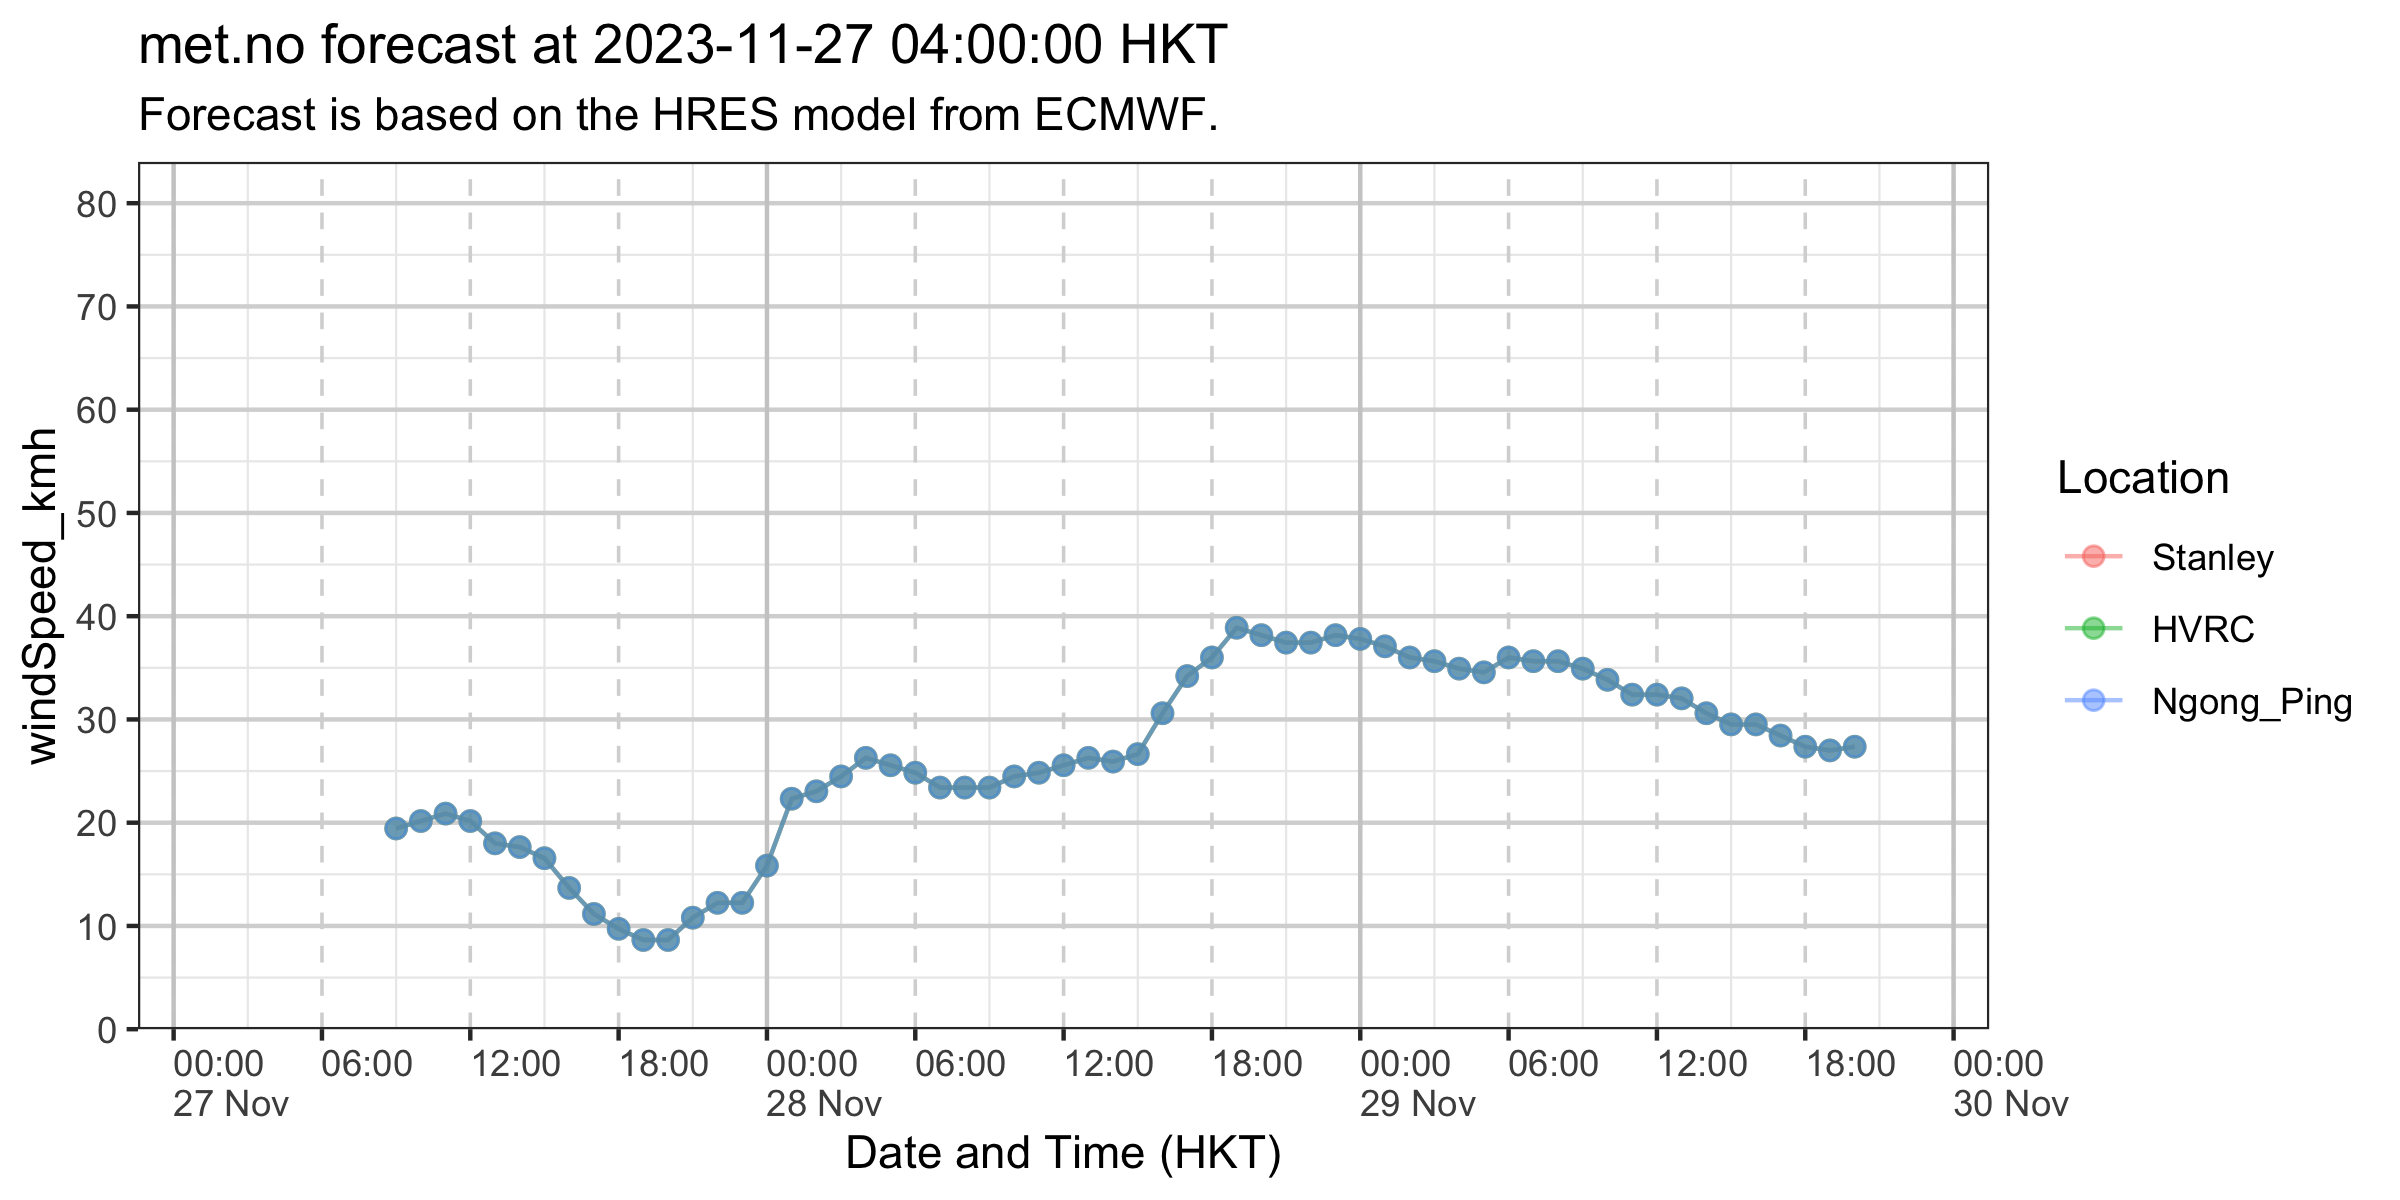 met.no forecast at 2023-11-27 04:00:00 HKT
Forecast is based on the HRES model from ECMWF.
windSpeed_kmh
80
70
60
50
40
30
20
10
0
00:00 06:00 12:00 18:00 00:00 06:00 12:00 18:00 00:00 06:00 12:00 18:00 00:00
27 Nov 28 Nov 29 Nov 30 Nov
Date and Time (HKT)
Location
Stanley
HVRC
Ngong_Ping